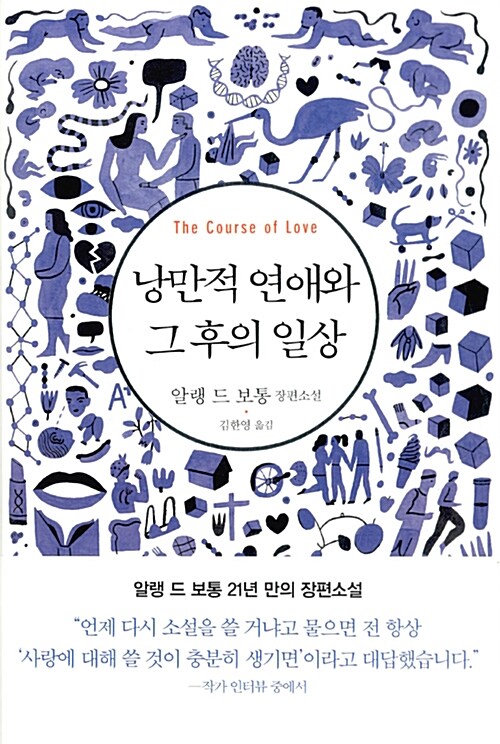 The Course of Love
낭만적 연애와
그 후의 일상
알랭 드 보통 장편소설
김한영 옮김
A
알랭 드 보통 21년 만의 장편소설
“언제 다시 소설을 쓸 거냐고 물으면 전 항상
‘사랑에 대해 쓸 것이 충분히 생기면’이라고 대답했습니다.”
—작가 인터뷰 중에서